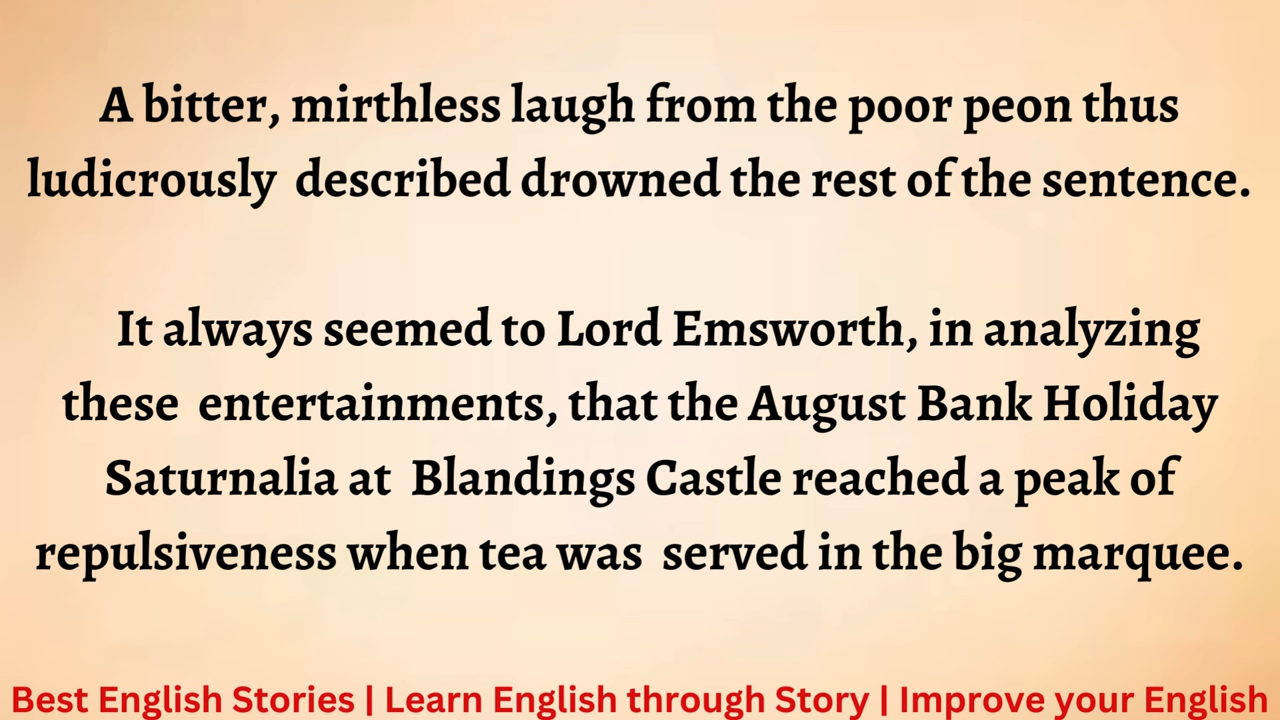 A bitter, mirthless laugh from the poor peon thus
ludicrously described drowned the rest of the sentence.
It always seemed to Lord Emsworth, in analyzing
these entertainments, that the August Bank Holiday
Saturnalia at Blandings Castle reached a peak of
repulsiveness when tea was served in the big marquee.
Best English Stories | Learn English through Story | Improve your English